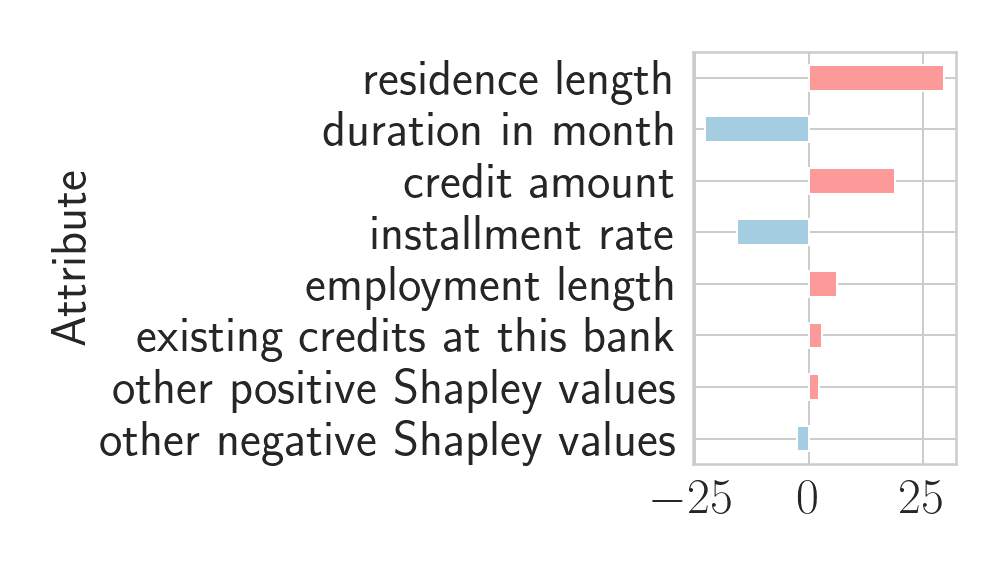 Attribute
residence length
duration in month
credit amount
installment rate
employment length
existing credits at this bank
other positive Shapley values
other negative Shapley values
−25 0 25